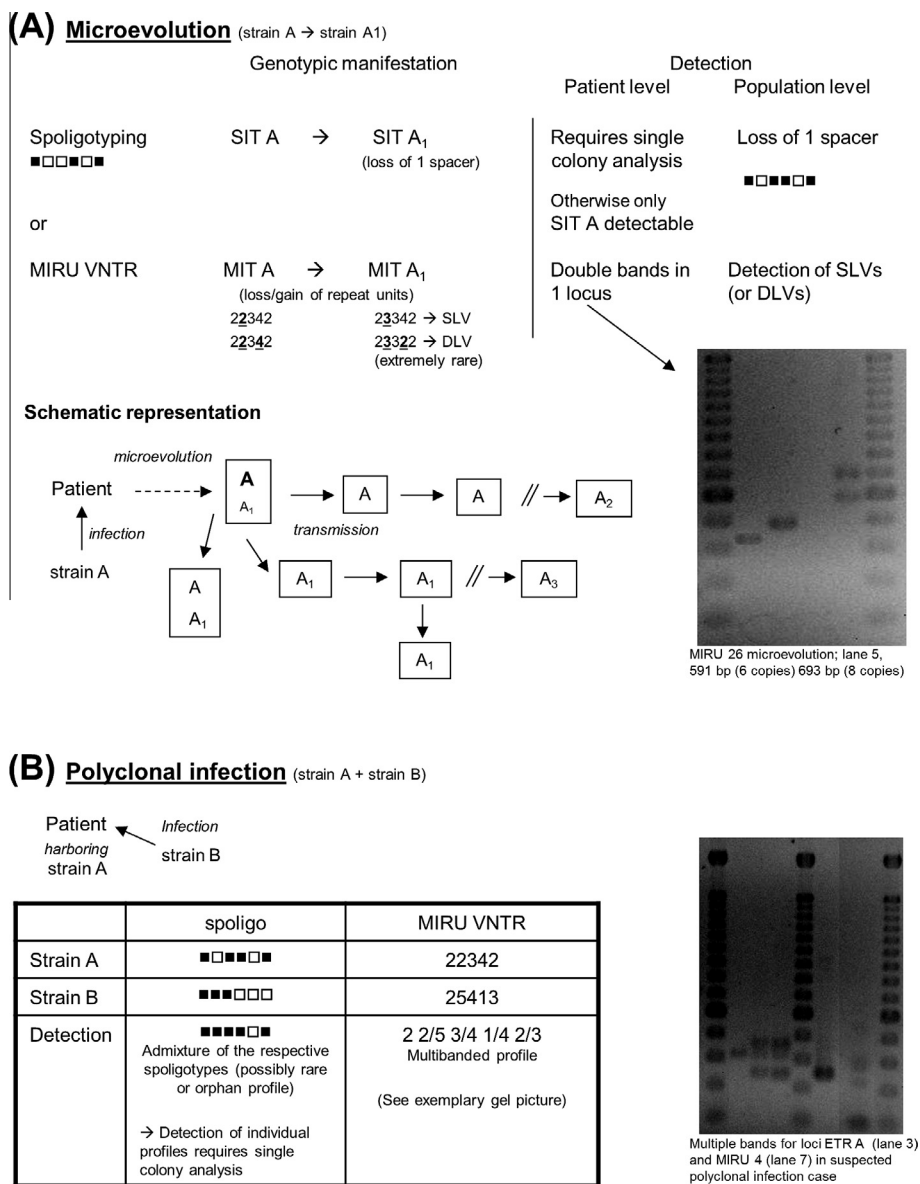 (A) Microevolution (strain A → strain A1)
Genotypic manifestation
Detection
Patient level
Population level
Spoligotyping
SIT A → SIT A1
(loss of 1 spacer)
Requires single
colony analysis
Otherwise only
SIT A detectable
Loss of 1 spacer
or
MIRU VNTR
MIT A → MIT A1
(loss/gain of repeat units)
22342 23342 → SLV
22342 23322 → DLV
(extremely rare)
Double bands in
1 locus
Detection of SLVs
(or DLVs)
MIRU 26 microevolution; lane 5,
591 bp (6 copies) 693 bp (8 copies)
Schematic representation
microevolution
Patient
infection
strain A
A
A1
transmission
A
A
A2
A
A1
A1
A1
A3
A1
(B) Polyclonal infection (strain A + strain B)
Patient
harboring
strain A
Infection
strain B
spoligo MIRU VNTR
Strain A 22342
Strain B 25413
Detection
Admixture of the respective
spoligotypes (possibly rare
or orphan profile)
→ Detection of individual
profiles requires single
colony analysis
2 2/5 3/4 1/4 2/3
Multibanded profile
(See exemplary gel picture)
Multiple bands for loci ETR A (lane 3)
and MIRU 4 (lane 7) in suspected
polyclonal infection case